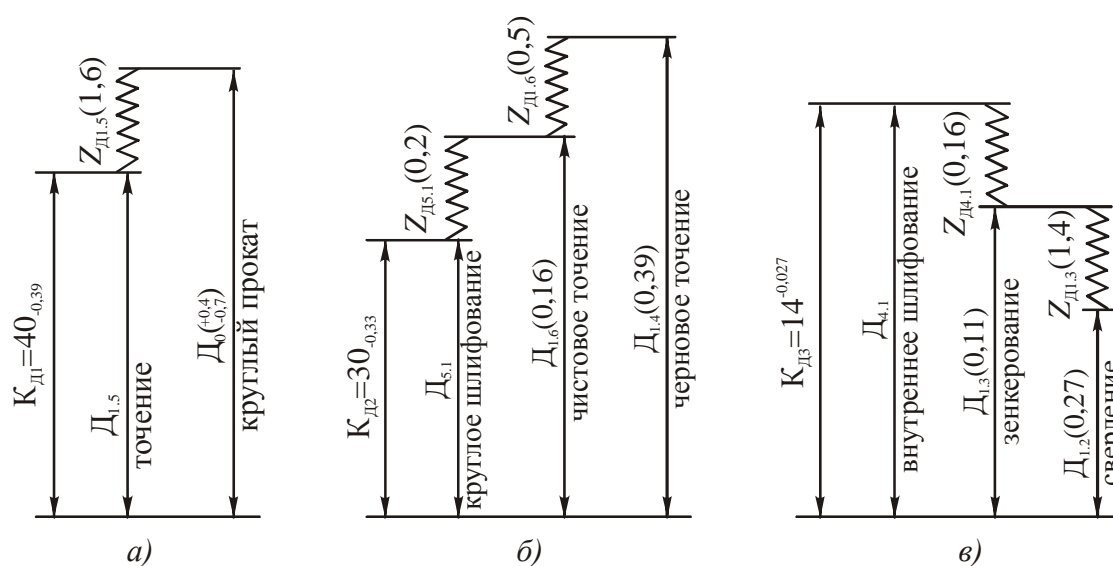 К_Д1=40_-0,39
Д_1.5
точение
Z_Д1.5(1,6)
Д_0(^+0,4_-0,7)
круглый прокат
а)
К_Д2=30_-0,33
Д_5.1
круглое шлифование
Z_Д5.1(0,2)
Д_1.6(0,16)
чистовое точение
Z_Д1.6(0,5)
Д_1.4(0,39)
черновое точение
б)
К_Д3=14^-0,027
Д_4.1
внутреннее шлифование
Z_Д4.1(0,16)
Д_1.3(0,11)
зенкерование
Z_Д1.3(1,4)
Д_1.2(0,27)
сверление
в)